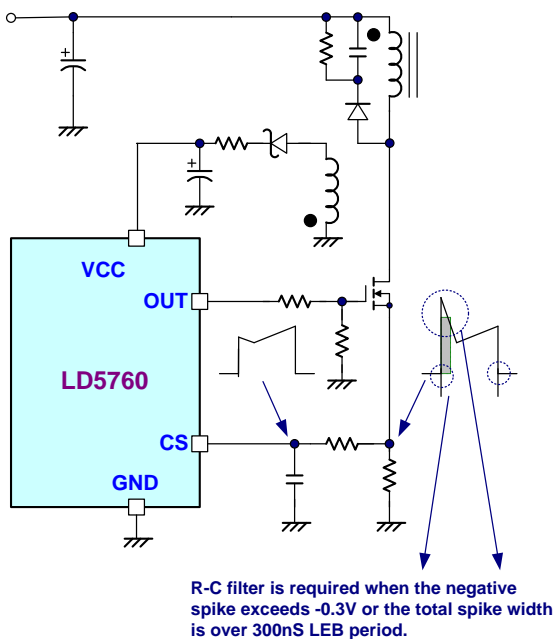 +
+
VCC
OUT
LD5760
CS
GND
R-C filter is required when the negative
spike exceeds -0.3V or the total spike width
is over 300nS LEB period.